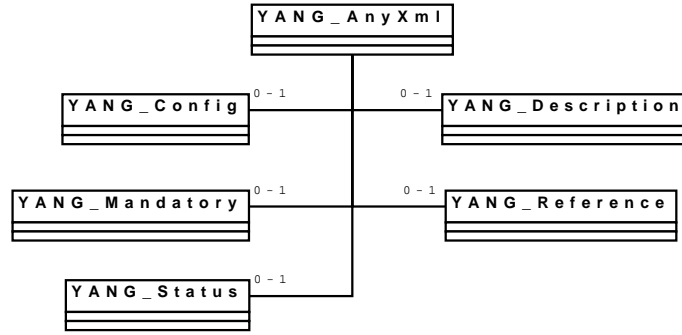 YANG_AnyXml
0-1 0-1
YANG_Config YANG_Description
0-1 0-1
YANG_Mandatory YANG_Reference
0-1
YANG_Status